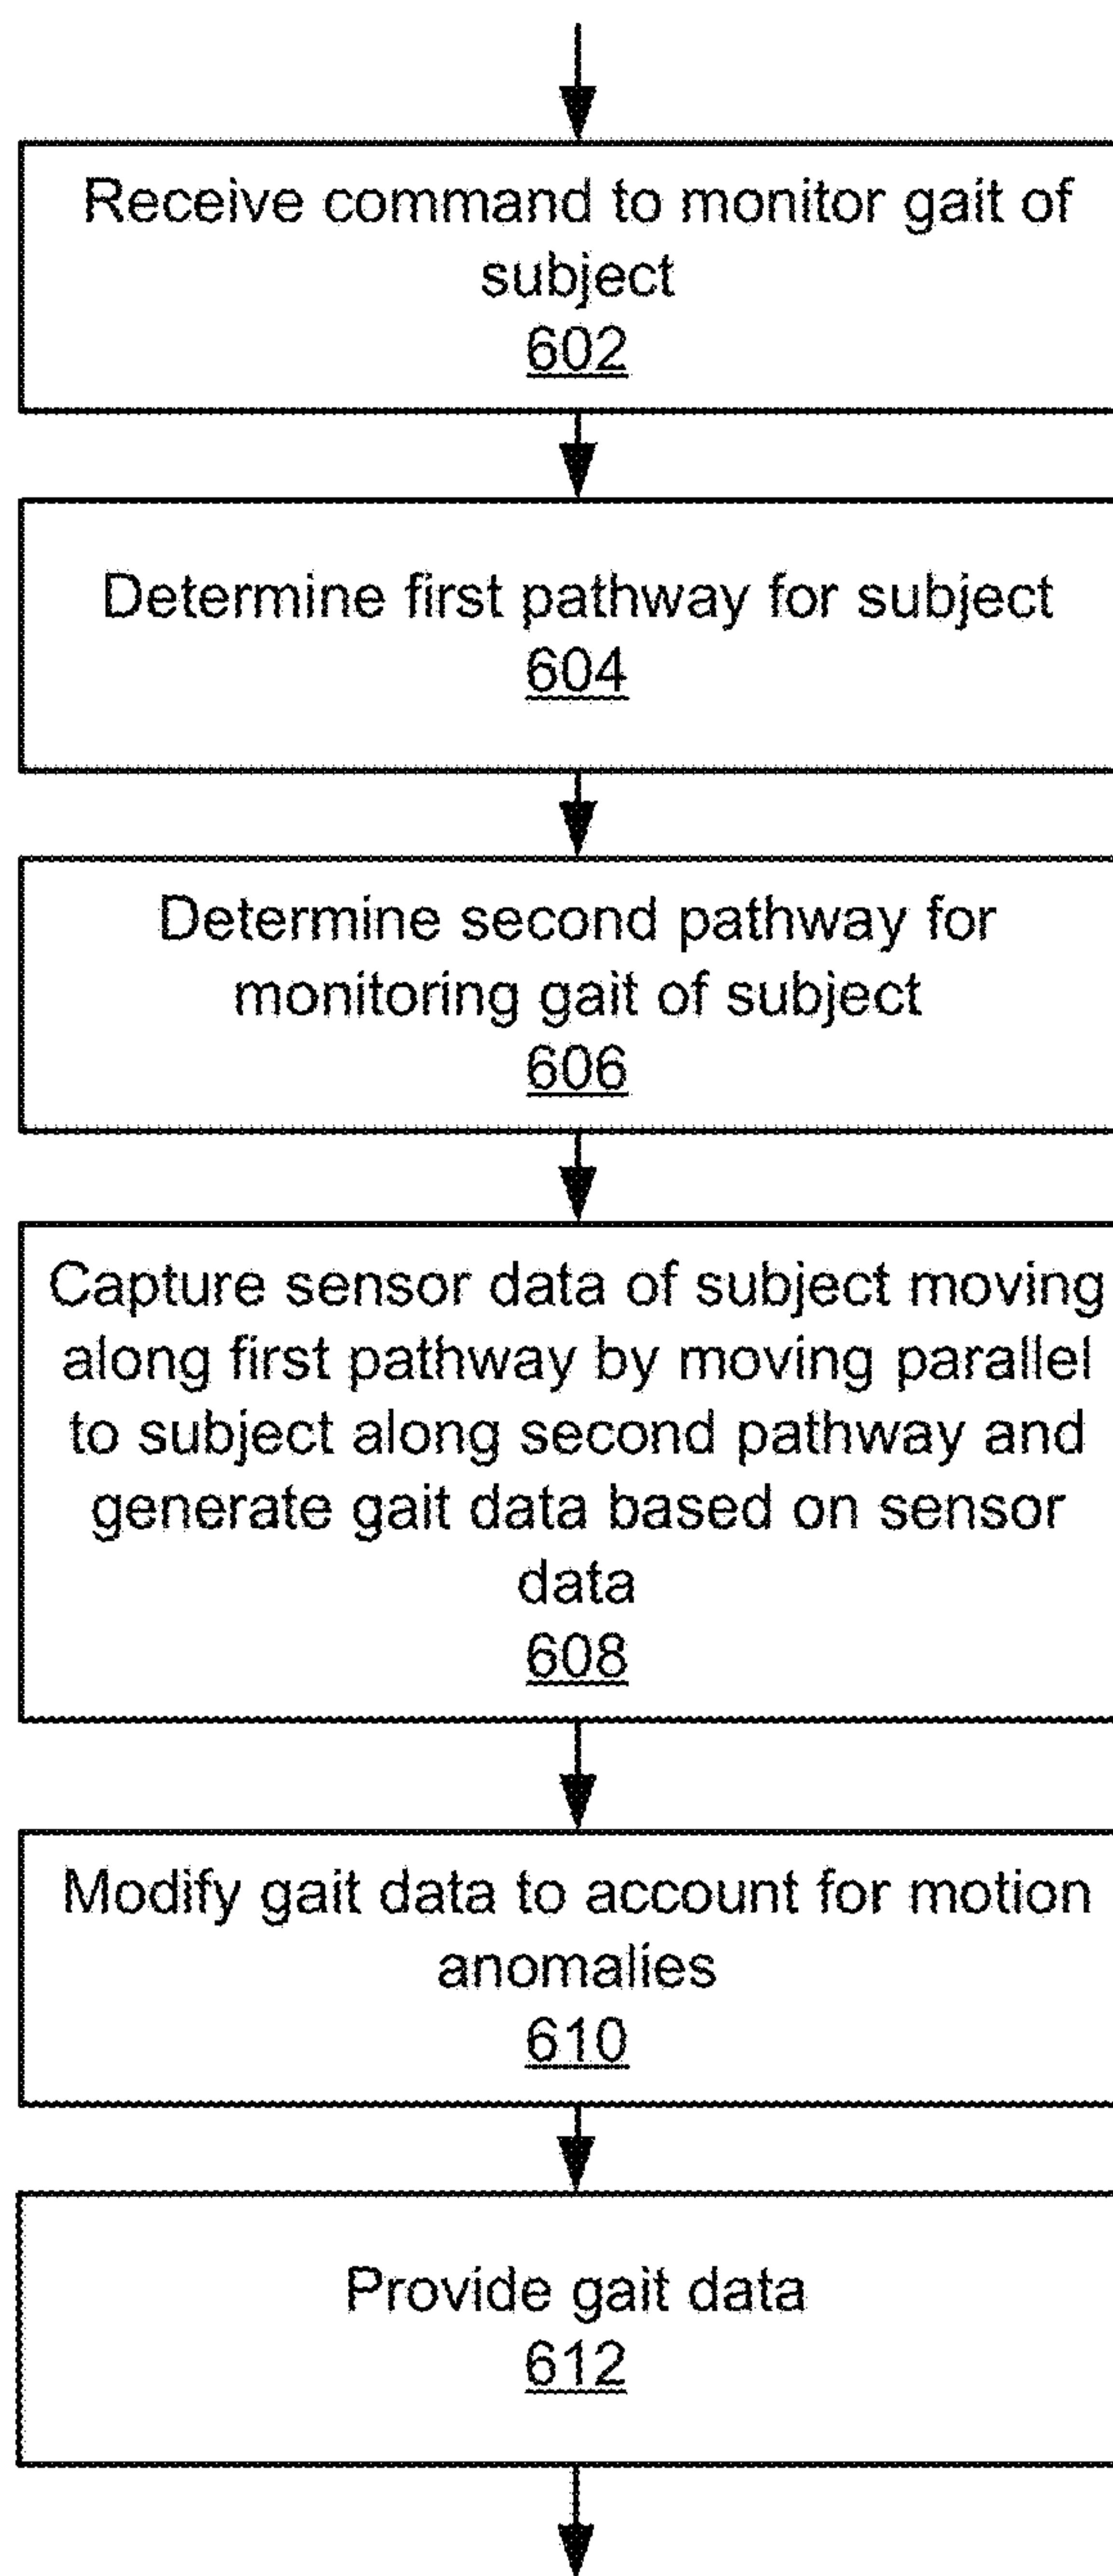 Receive command to monitor gait of
subject
602
Determine first pathway for subject
604
Determine second pathway for
monitoring gait of subject
606
Capture sensor data of subject moving
along first pathway by moving parallel
to subject along second pathway and
generate gait data based on sensor
data
608
Modify gait data to account for motion
anomalies
610
Provide gait data
612